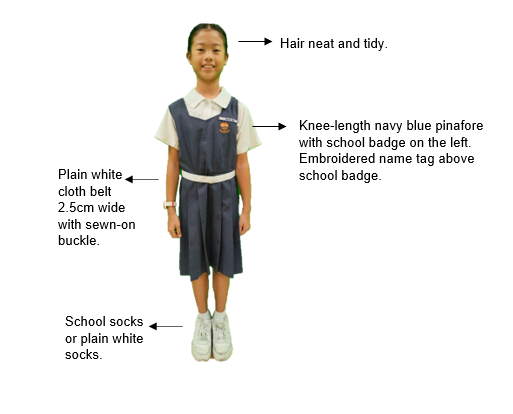 Hair neat and tidy.
Knee-length navy blue pinafore
with school badge on the left.
Embroidered name tag above
school badge.
Plain white
cloth belt
2.5cm wide
with sewn-on
buckle.
School socks
or plain white
socks.